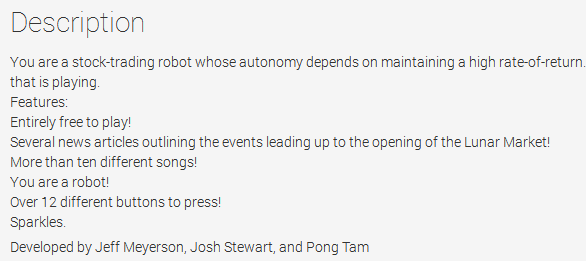 Description
You are a stock-trading robot whose autonomy depends on maintaining a high rate-of-return.
that is playing.
Features:
Entirely free to play!
Several news articles outlining the events leading up to the opening of the Lunar Market!
More than ten different songs!
You are a robot!
Over 12 different buttons to press!
Sparkles.
Developed by Jeff Meyerson, Josh Stewart, and Pong Tam